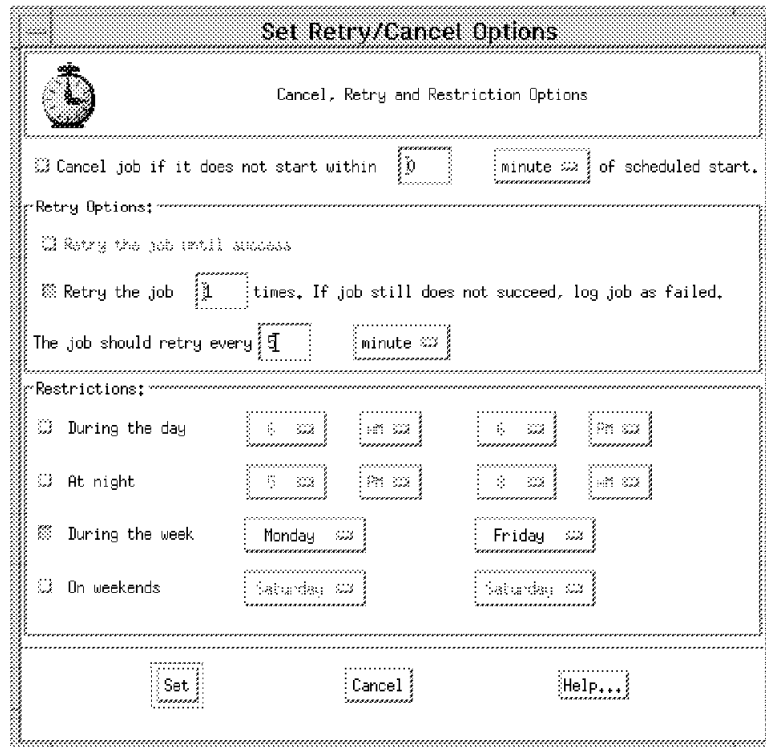 Set Retry/Cancel Options
Cancel, Retry and Restriction Options
Cancel job if it does not start within 0 minute of scheduled start.
Retry Options:
Retry the job until success
Retry the job 1 times. If job still does not succeed, log job as failed.
The job should retry every 5 minute
Restrictions:
During the day 6 AM 6 PM
At night 5 PM AM
During the week Monday Friday
On weekends Saturday Saturday
Set Cancel Help...